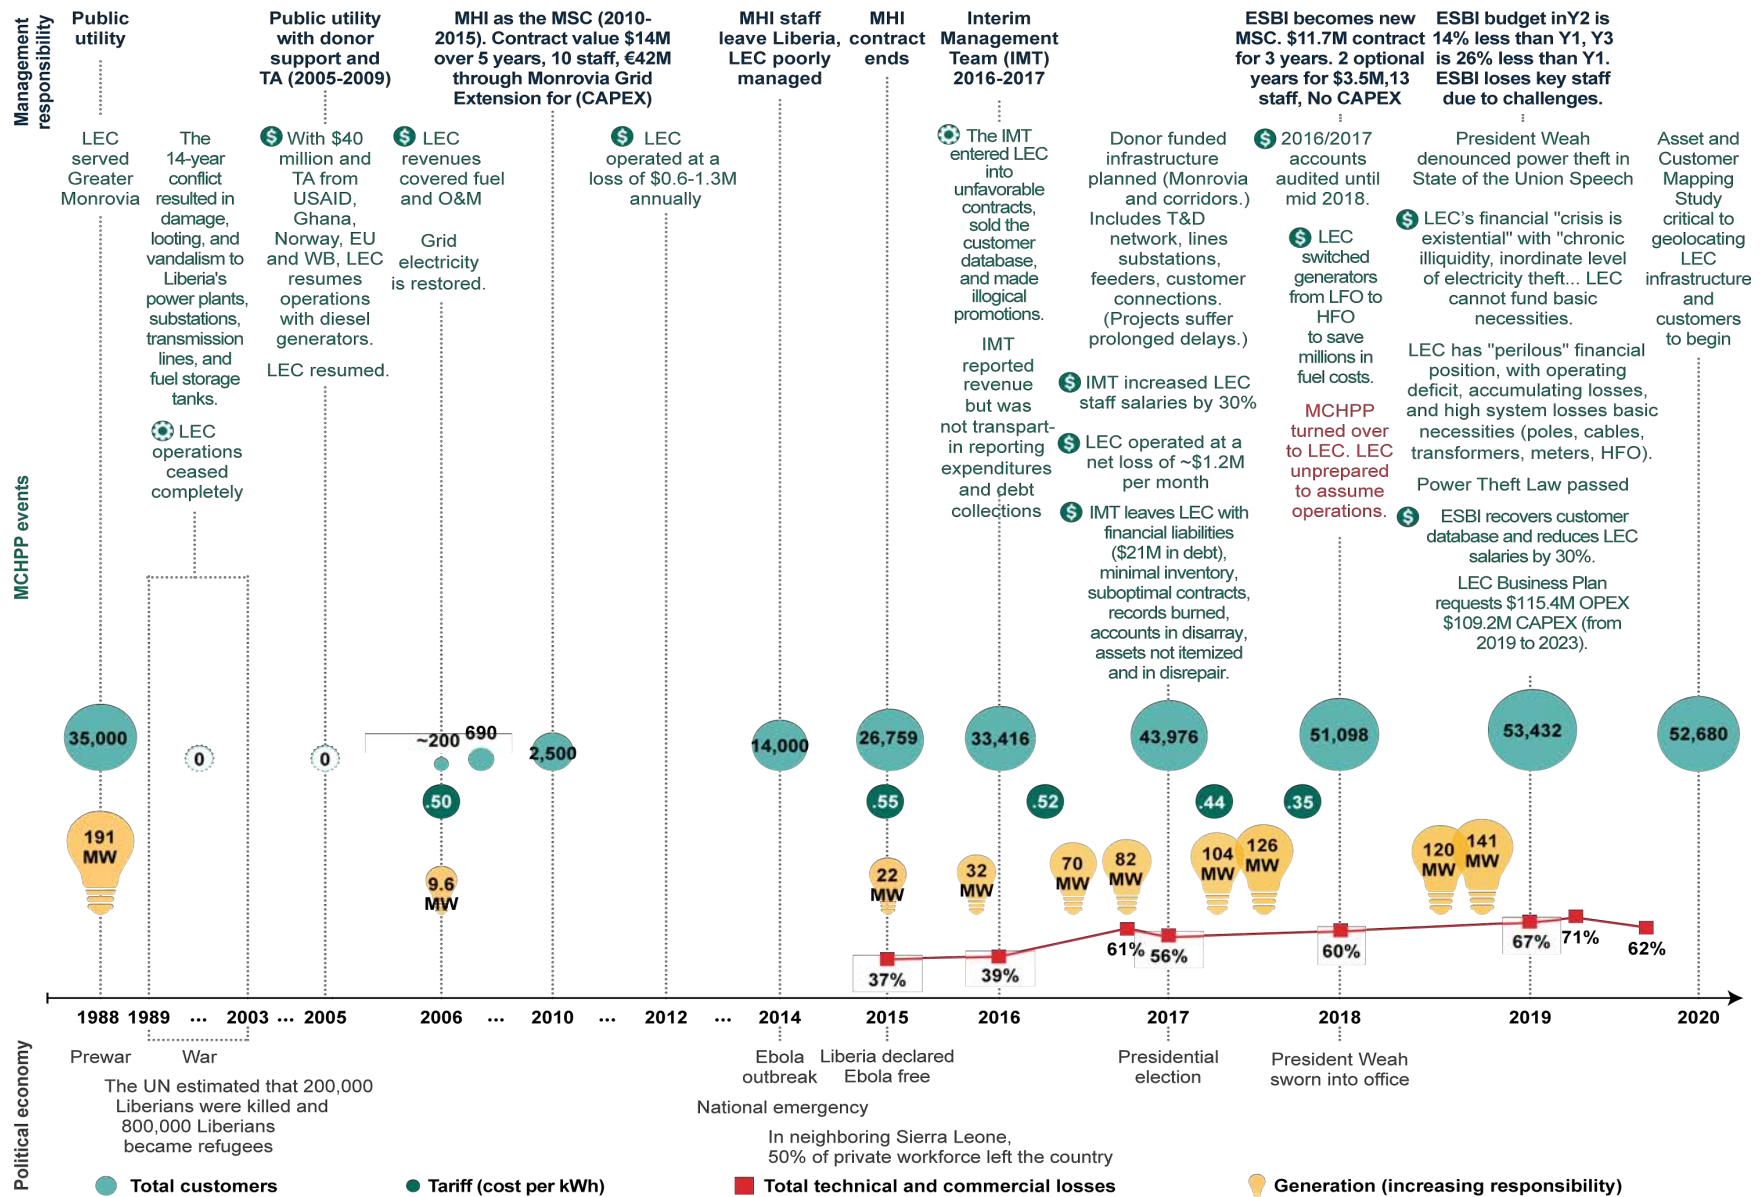 Management
responsibility
Public
utility
Public utility
with donor
support and
TA (2005-2009)
MHI as the MSC (2010-
2015). Contract value $14M
over 5 years, 10 staff, €42M
through Monrovia Grid
Extension for (CAPEX)
MHI staff
leave Liberia,
LEC poorly
managed
MHI
contract
ends
Interim
Management
Team (IMT)
2016-2017
ESBI becomes new
MSC. $11.7M contract
for 3 years. 2 optional
years for $3.5M,13
staff, No CAPEX
ESBI budget inY2 is
14% less than Y1, Y3
is 26% less than Y1.
ESBI loses key staff
due to challenges.
MCHPP events
LEC
served
Greater
Monrovia
The
14-year
conflict
resulted in
damage,
looting, and
vandalism to
Liberia's
power plants,
substations,
transmission
lines, and
fuel storage
tanks.
LEC
operations
ceased
completely
$ With $40
million and
TA from
USAID,
Ghana,
Norway, EU
and WB, LEC
resumes
operations
with diesel
generators.
LEC resumed.
$ LEC
revenues
covered fuel
and O&M
Grid
electricity
is restored.
$ LEC
operated at a
loss of $0.6-1.3M
annually
The IMT
entered LEC
into
unfavorable
contracts,
sold the
customer
database,
and made
illogical
promotions.
IMT
reported
revenue
but was
not transpart-
in reporting
expenditures
and debt
collections
Donor funded
infrastructure
planned (Monrovia
and corridors.)
Includes T&D
network, lines
substations,
feeders, customer
connections.
(Projects suffer
prolonged delays.)
$ IMT increased LEC
staff salaries by 30%
$ LEC operated at a
net loss of ~$1.2M
per month
$ IMT leaves LEC with
financial liabilities
($21M in debt),
minimal inventory,
suboptimal contracts,
records burned,
accounts in disarray,
assets not itemized
and in disrepair.
$ 2016/2017
accounts
audited until
mid 2018.
$ LEC
switched
generators
from LFO to
HFO
to save
millions in
fuel costs.
MCHPP
turned over
to LEC. LEC
unprepared
to assume
operations.
President Weah
denounced power theft in
State of the Union Speech
$ LEC's financial "crisis is
existential" with "chronic
illiquidity, inordinate level
of electricity theft... LEC
cannot fund basic
necessities.
LEC has "perilous" financial
position, with operating
deficit, accumulating losses,
and high system losses basic
necessities (poles, cables,
transformers, meters, HFO).
Power Theft Law passed
$ ESBI recovers customer
database and reduces LEC
salaries by 30%.
LEC Business Plan
requests $115.4M OPEX
$109.2M CAPEX (from
2019 to 2023).
Asset and
Customer
Mapping
Study
critical to
geolocating
LEC
infrastructure
and
customers
to begin
35,000
0
0
~200
690
2,500
14,000
26,759
33,416
43,976
51,098
53,432
52,680
.50
.55
.52
.44
.35
191
MW
9.6
MW
22
MW
32
MW
70
MW
82
MW
104
MW
126
MW
120
MW
141
MW
37%
39%
61%
56%
60%
67%
71%
62%
1988 1989 ... 2003 ... 2005 2006 ... 2010 ... 2012 ... 2014 2015 2016 2017 2018 2019 2020
Political economy
Prewar
War
The UN estimated that 200,000
Liberians were killed and
800,000 Liberians
became refugees
Ebola
outbreak
Liberia declared
Ebola free
National emergency
In neighboring Sierra Leone,
50% of private workforce left the country
Presidential
election
President Weah
sworn into office
Total customers
Tariff (cost per kWh)
Total technical and commercial losses
Generation (increasing responsibility)